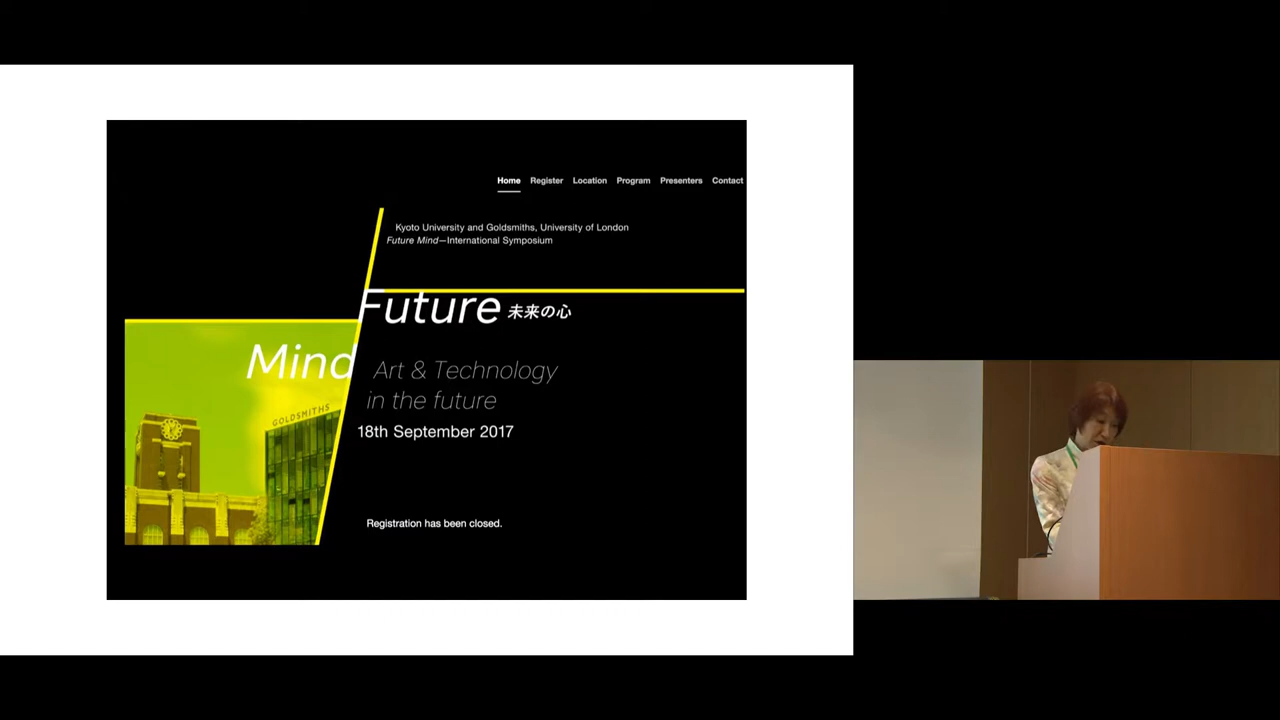 Home Register Location Program Presenters Contact
Kyoto University and Goldsmiths, University of London
Future Mind—International Symposium
Future 未来の心
Mind
Art & Technology
in the future
GOLDSMITHS
18th September 2017
Registration has been closed.